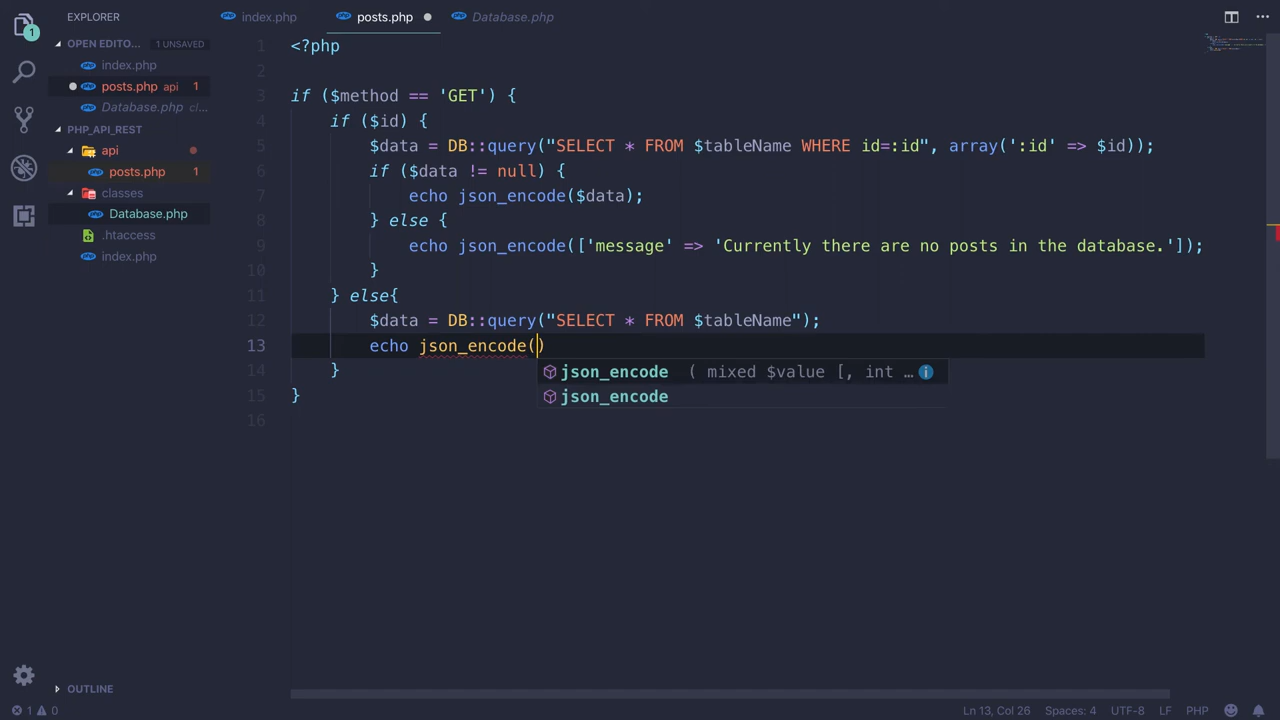 EXPLORER
index.php
posts.php
Database.php
OPEN EDITO... 1 UNSAVED
index.php
posts.php api 1
Database.php cl...
PHP_API_REST
api
posts.php 1
classes
Database.php
.htaccess
index.php
OUTLINE
1 <?php
2
3 if ($method == 'GET') {
4 if ($id) {
5 $data = DB::query("SELECT * FROM $tableName WHERE id=:id", array(':id' => $id));
6 if ($data != null) {
7 echo json_encode($data);
8 } else {
9 echo json_encode(['message' => 'Currently there are no posts in the database.']);
10 }
11 } else{
12 $data = DB::query("SELECT * FROM $tableName");
13 echo json_encode()
json_encode ( mixed $value [, int …
json_encode
14 }
15 }
16
1 0
Ln 13, Col 26 Spaces: 4 UTF-8 LF PHP
1